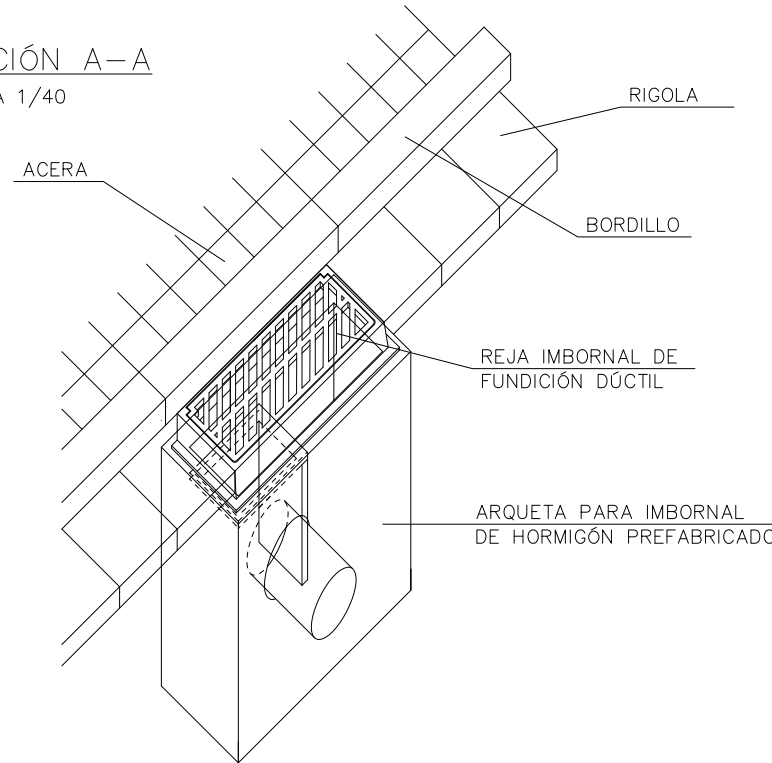 CIÓN A-A
A 1/40
RIGOLA
ACERA
BORDILLO
REJA IMBORNAL DE
FUNDICIÓN DÚCTIL
ARQUETA PARA IMBORNAL
DE HORMIGÓN PREFABRICADO